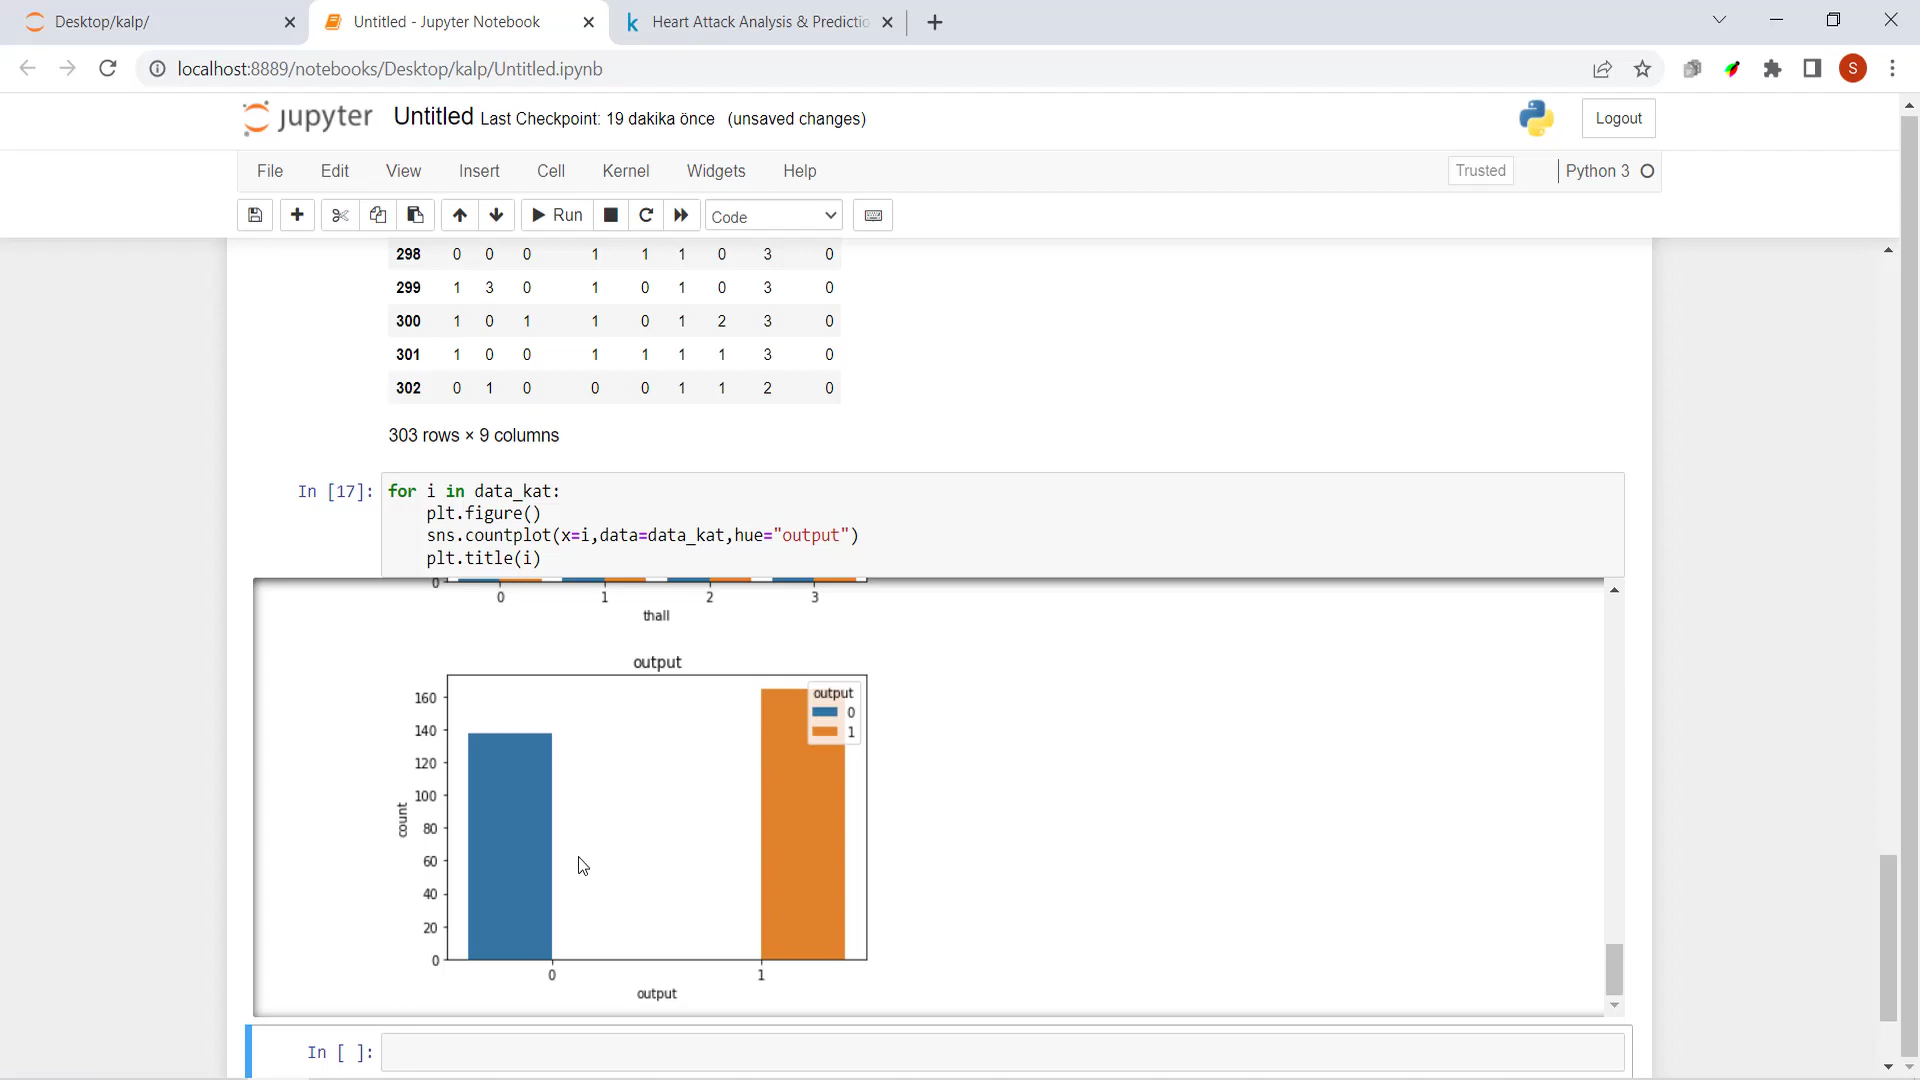 Desktop/kalp/
Untitled - Jupyter Notebook
Heart Attack Analysis & Predictio
localhost:8889/notebooks/Desktop/kalp/Untitled.ipynb
S
jupyter Untitled Last Checkpoint: 19 dakika önce (unsaved changes)
Logout
File Edit View Insert Cell Kernel Widgets Help
Trusted
Python 3
Run
Code
298 0 0 0 1 1 1 0 3 0
299 1 3 0 1 0 1 0 3 0
300 1 0 1 1 0 1 2 3 0
301 1 0 0 1 1 1 1 3 0
302 0 1 0 0 0 1 1 2 0
303 rows × 9 columns
In [17]:
for i in data_kat:
plt.figure()
sns.countplot(x=i,data=data_kat,hue="output")
plt.title(i)
0
0 1 2 3
thall
output
output
0
1
160
140
120
100
80
60
40
20
0
count
0 1
output
In [ ]: